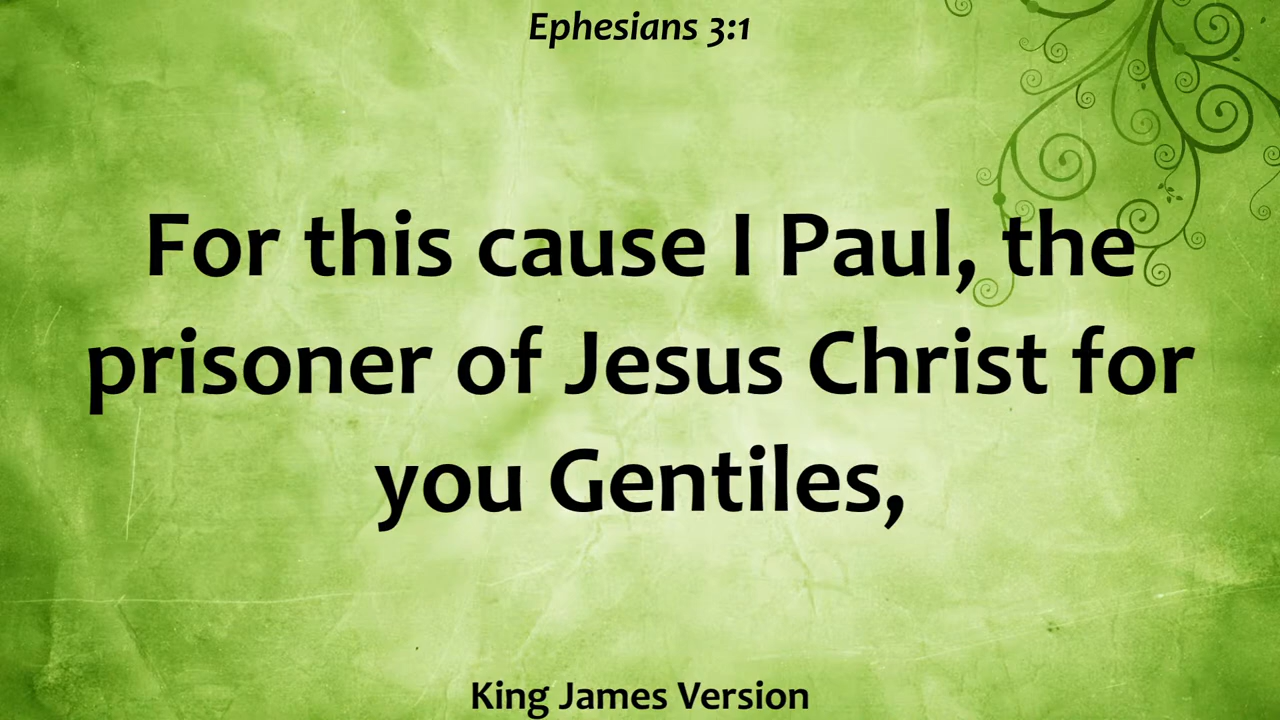 Ephesians 3:1
For this cause I Paul, the
prisoner of Jesus Christ for
you Gentiles,
King James Version